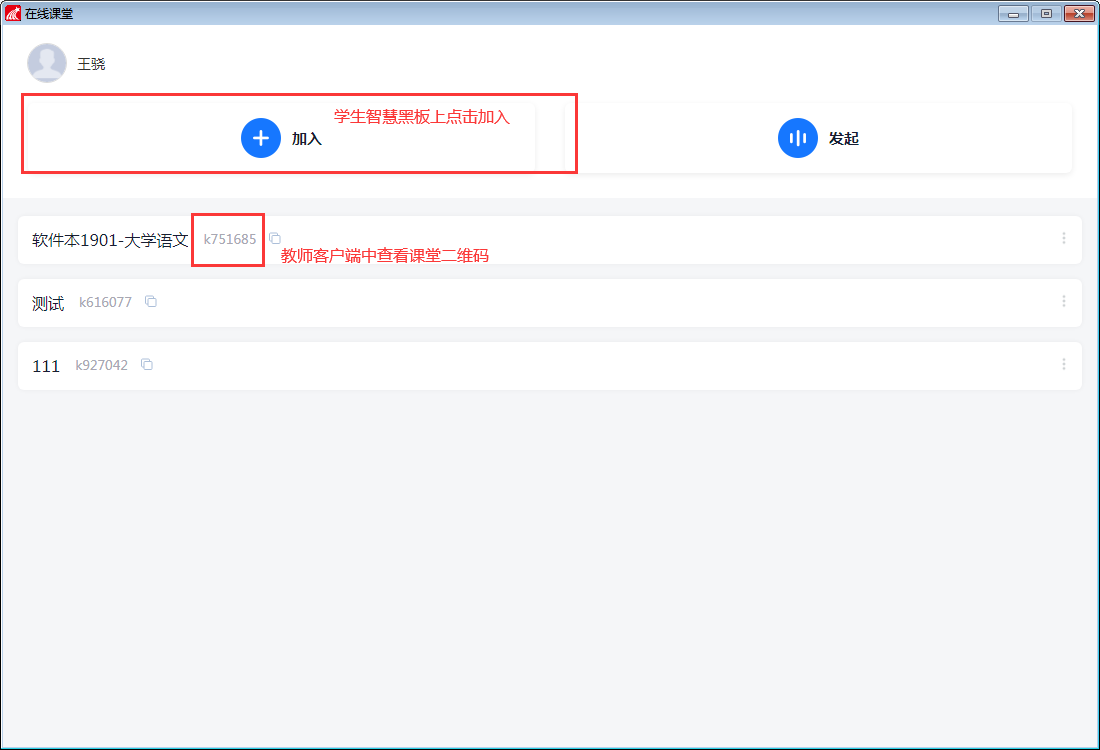 在线课堂
王骁
学生智慧黑板上点击加入
加入
发起
软件本1901-大学语文 k751685
教师客户端中查看课堂二维码
测试 k616077
111 k927042